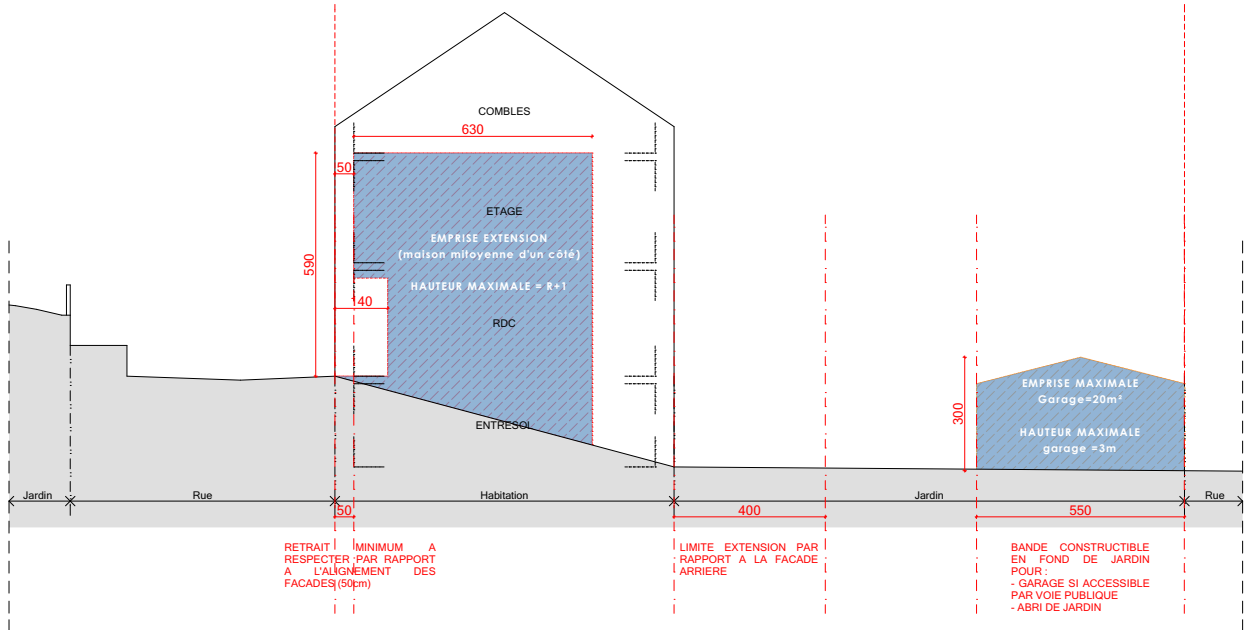 COMBLES
630
50
ETAGE
EMPRISE EXTENSION
(maison mitoyenne d'un côté)
590
HAUTEUR MAXIMALE = R+1
140
RDC
EMPRISE MAXIMALE
Garage=20m²
300
HAUTEUR MAXIMALE
garage =3m
ENTRESOL
Jardin
Rue
Habitation
Jardin
Rue
50
400
550
RETRAIT MINIMUM A
RESPECTER PAR RAPPORT
A L'ALIGNEMENT DES
FACADES (50cm)
LIMITE EXTENSION PAR
RAPPORT A LA FACADE
ARRIERE
BANDE CONSTRUCTIBLE
EN FOND DE JARDIN
POUR :
- GARAGE SI ACCESSIBLE
PAR VOIE PUBLIQUE
- ABRI DE JARDIN